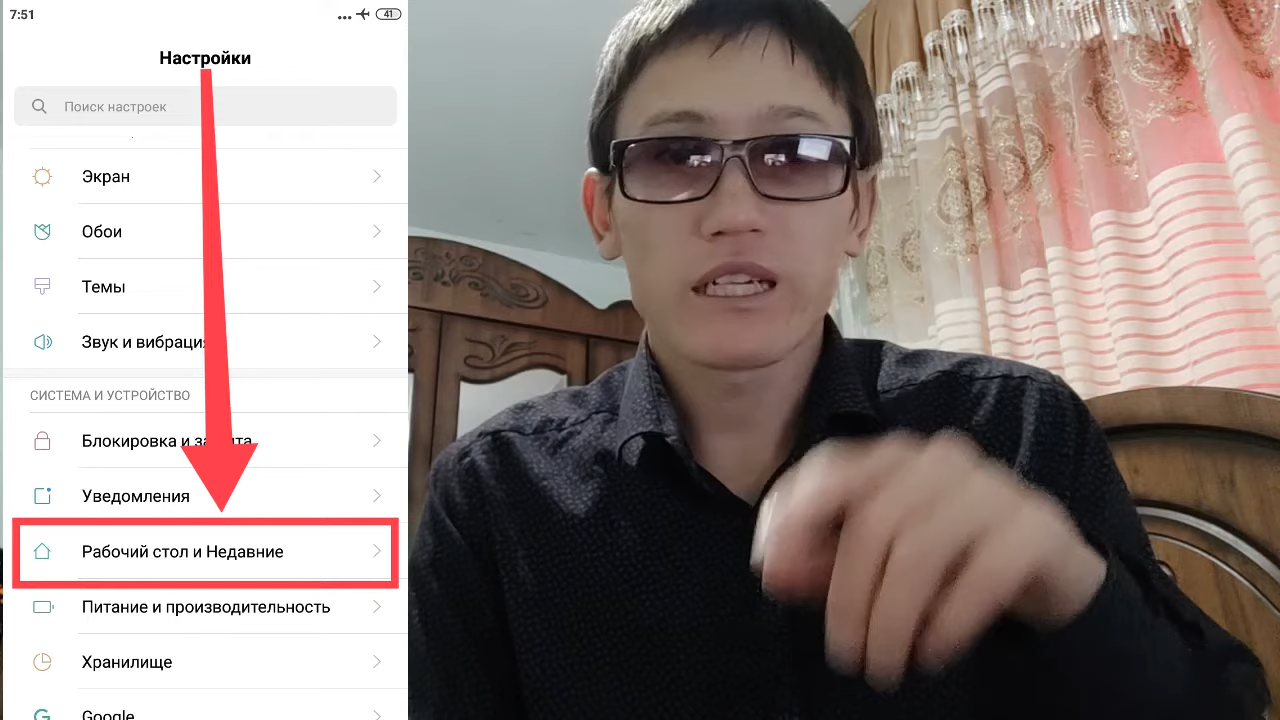 7:51
41
Настройки
Поиск настроек
Экран
Обои
Темы
Звук и вибрация
СИСТЕМА И УСТРОЙСТВО
Блокировка и защита
Уведомления
Рабочий стол и Недавние
Питание и производительность
Хранилище
Google